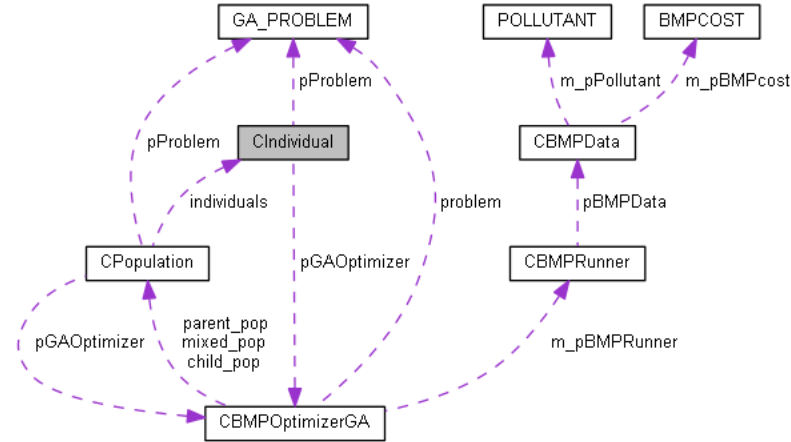 GA_PROBLEM
POLLUTANT
BMPCOST
pProblem
m_pPollutant
m_pBMPcost
pProblem
CIndividual
CBMPData
individuals
problem
pBMPData
CPopulation
pGAOptimizer
CBMPRunner
pGAOptimizer
parent_pop
mixed_pop
child_pop
m_pBMPRunner
CBMPOptimizerGA